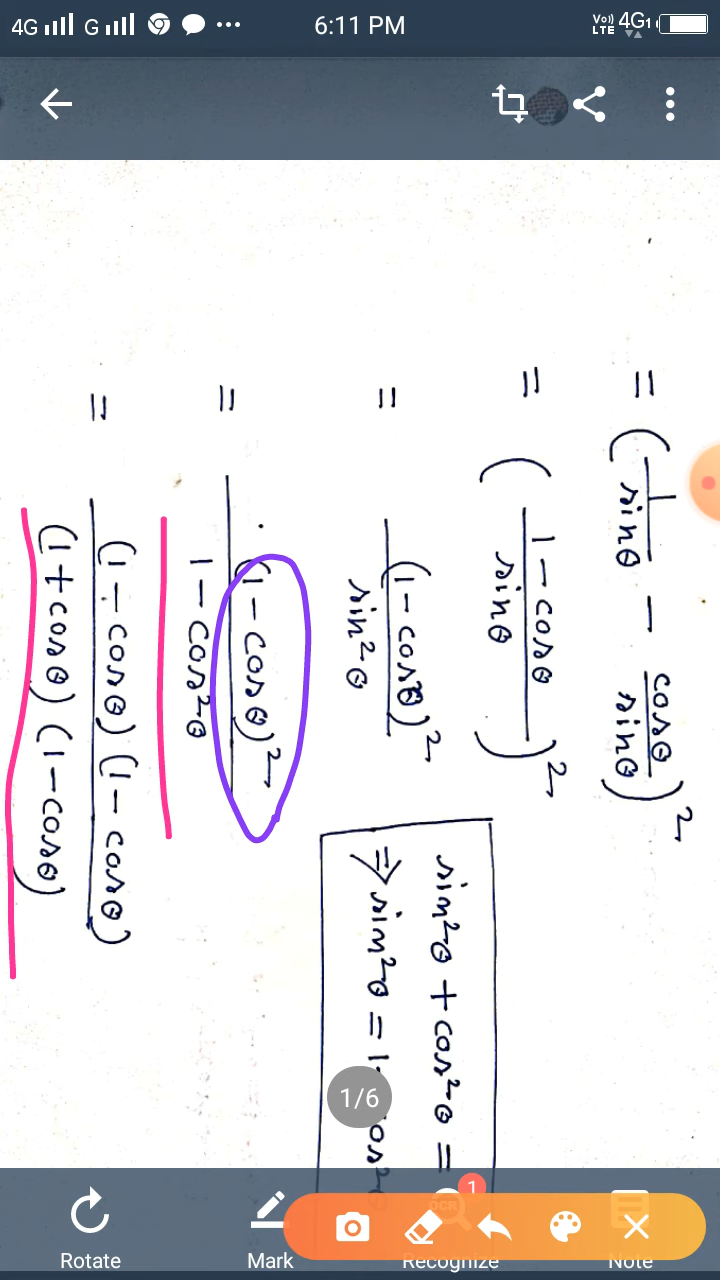 4G G ... 6:11 PM Vo)) LTE 4G1
= (1/sinθ - cosθ/sinθ)²
= (1-cosθ/sinθ)²
= (1-cosθ)²/sin²θ
sin²θ + cos²θ =
⇒ sin²θ = 1
= (1-cosθ)²/1-cos²θ
= (1-cosθ)(1-cosθ)/(1+cosθ)(1-cosθ)
1/6
1
OCR
Rotate Mark Recognize Note